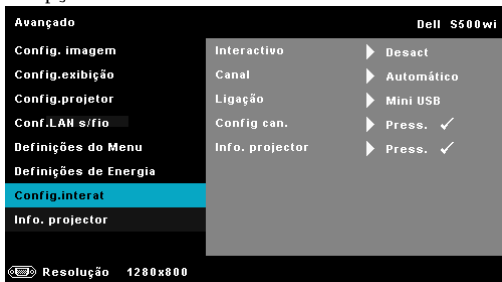 Avançado Dell S500wi
Config. imagem Interactivo Desact
Config.exibição Canal Automático
Config.projetor Ligação Mini USB
Conf.LAN s/fio Config can. Press. ✓
Definições do Menu Info. projector Press. ✓
Definições de Energia
Config.interat
Info. projector
Resolução 1280x800